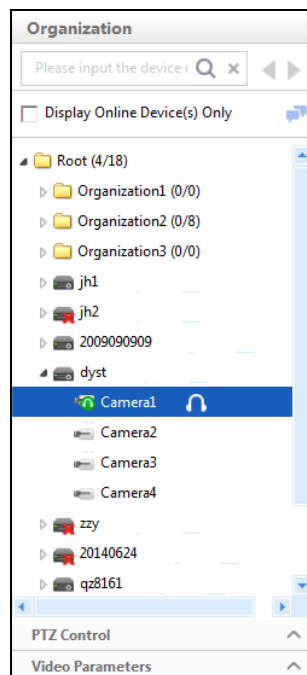 Organization
Please input the device r
Display Online Device(s) Only
Root (4/18)
Organization1 (0/0)
Organization2 (0/8)
Organization3 (0/0)
jh1
jh2
2009090909
dyst
Camera1
Camera2
Camera3
Camera4
zzy
20140624
qz8161
PTZ Control
Video Parameters